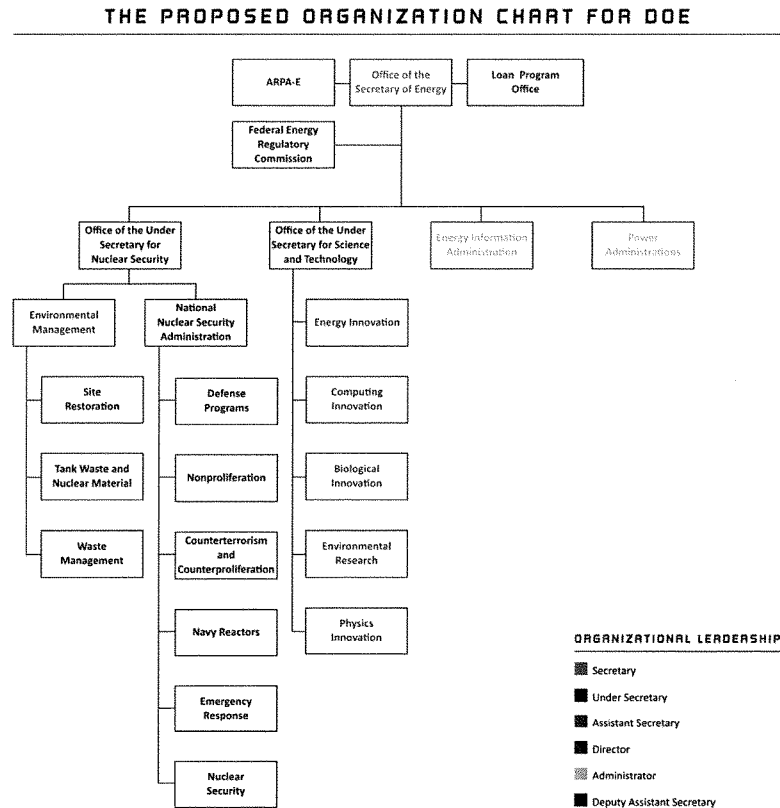 THE PROPOSED ORGANIZATION CHART FOR DOE
ARPA-E
Office of the
Secretary of Energy
Loan Program
Office
Federal Energy
Regulatory
Commission
Office of the Under
Secretary for
Nuclear Security
Office of the Under
Secretary for Science
and Technology
Energy Information
Administration
Power
Administrations
Environmental
Management
National
Nuclear Security
Administration
Energy Innovation
Site
Restoration
Defense
Programs
Computing
Innovation
Tank Waste and
Nuclear Material
Nonproliferation
Biological
Innovation
Waste
Management
Counterterrorism
and
Counterproliferation
Environmental
Research
Navy Reactors
Physics
Innovation
Emergency
Response
Nuclear
Security
ORGANIZATIONAL LEADERSHIP
Secretary
Under Secretary
Assistant Secretary
Director
Administrator
Deputy Assistant Secretary